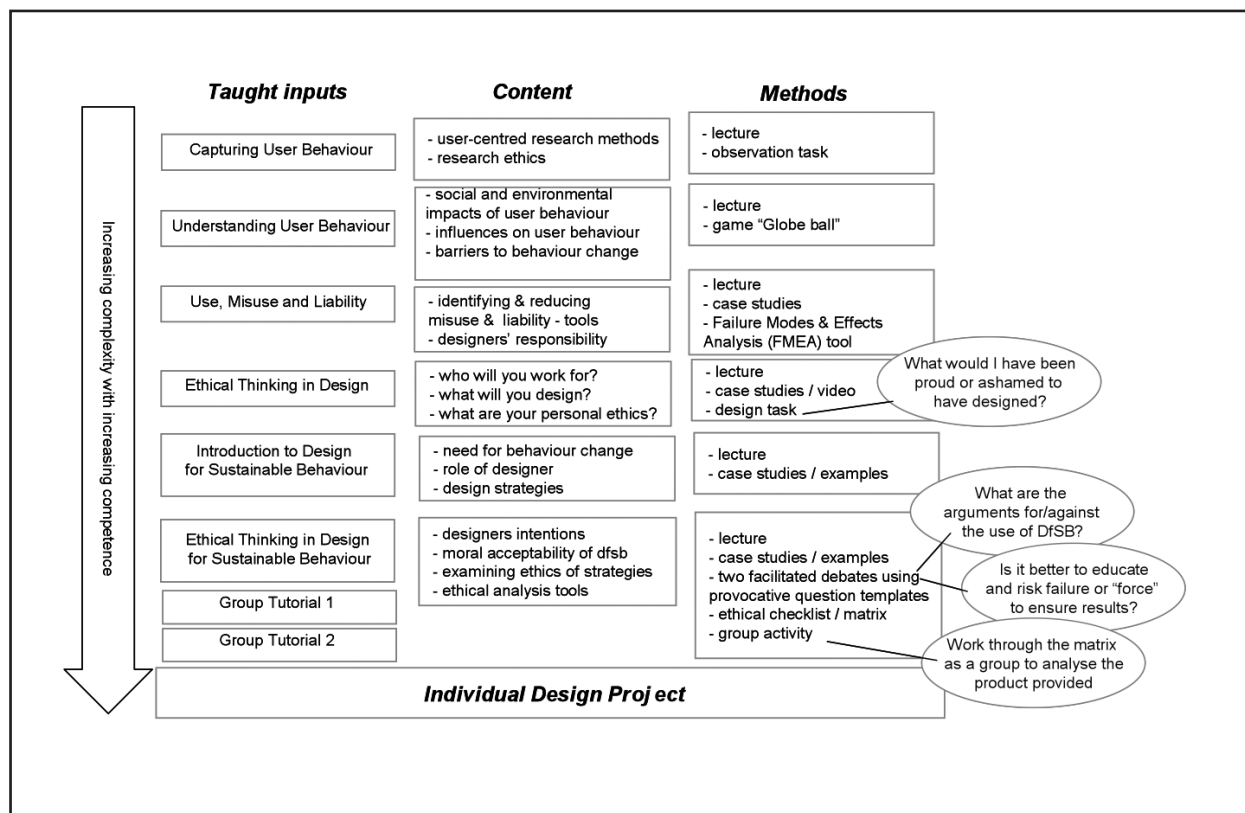 Taught inputs
Content
Methods
Increasing complexity with increasing competence
Capturing User Behaviour
- user-centred research methods
- research ethics
- lecture
- observation task
Understanding User Behaviour
- social and environmental
impacts of user behaviour
- influences on user behaviour
- barriers to behaviour change
- lecture
- game “Globe ball”
Use, Misuse and Liability
- identifying & reducing
misuse & liability - tools
- designers’ responsibility
- lecture
- case studies
- Failure Modes & Effects
Analysis (FMEA) tool
Ethical Thinking in Design
- who will you work for?
- what will you design?
- what are your personal ethics?
- lecture
- case studies / video
- design task
What would I have been
proud or ashamed to
have designed?
Introduction to Design
for Sustainable Behaviour
- need for behaviour change
- role of designer
- design strategies
- lecture
- case studies / examples
Ethical Thinking in Design
for Sustainable Behaviour
- designers intentions
- moral acceptability of dfsb
- examining ethics of strategies
- ethical analysis tools
- lecture
- case studies / examples
- two facilitated debates using
provocative question templates
- ethical checklist / matrix
- group activity
What are the
arguments for/against
the use of DfSB?
Is it better to educate
and risk failure or “force”
to ensure results?
Work through the matrix
as a group to analyse the
product provided
Group Tutorial 1
Group Tutorial 2
Individual Design Project